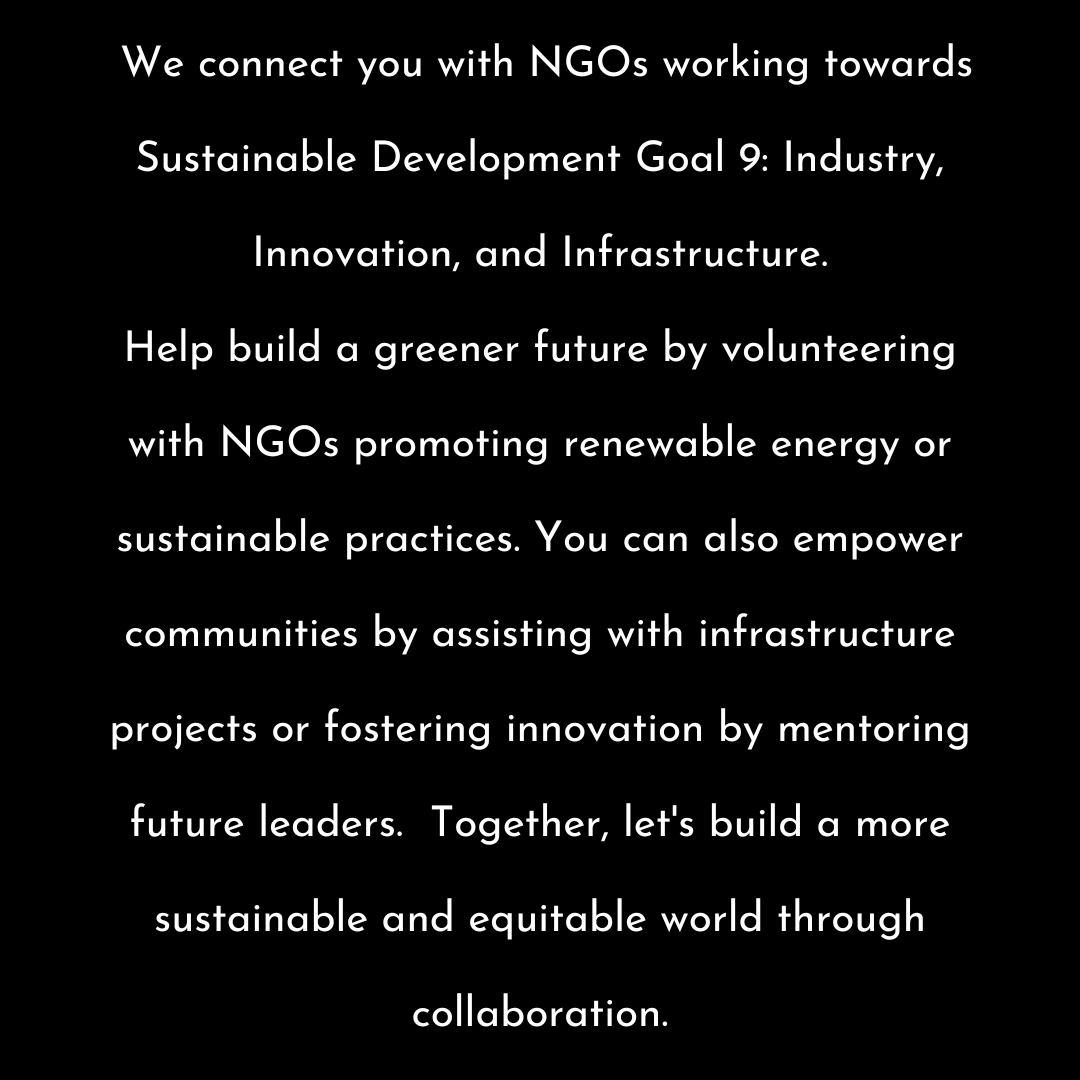 We connect you with NGOs working towards
Sustainable Development Goal 9: Industry,
Innovation, and Infrastructure.
Help build a greener future by volunteering
with NGOs promoting renewable energy or
sustainable practices. You can also empower
communities by assisting with infrastructure
projects or fostering innovation by mentoring
future leaders.  Together, let's build a more
sustainable and equitable world through
collaboration.